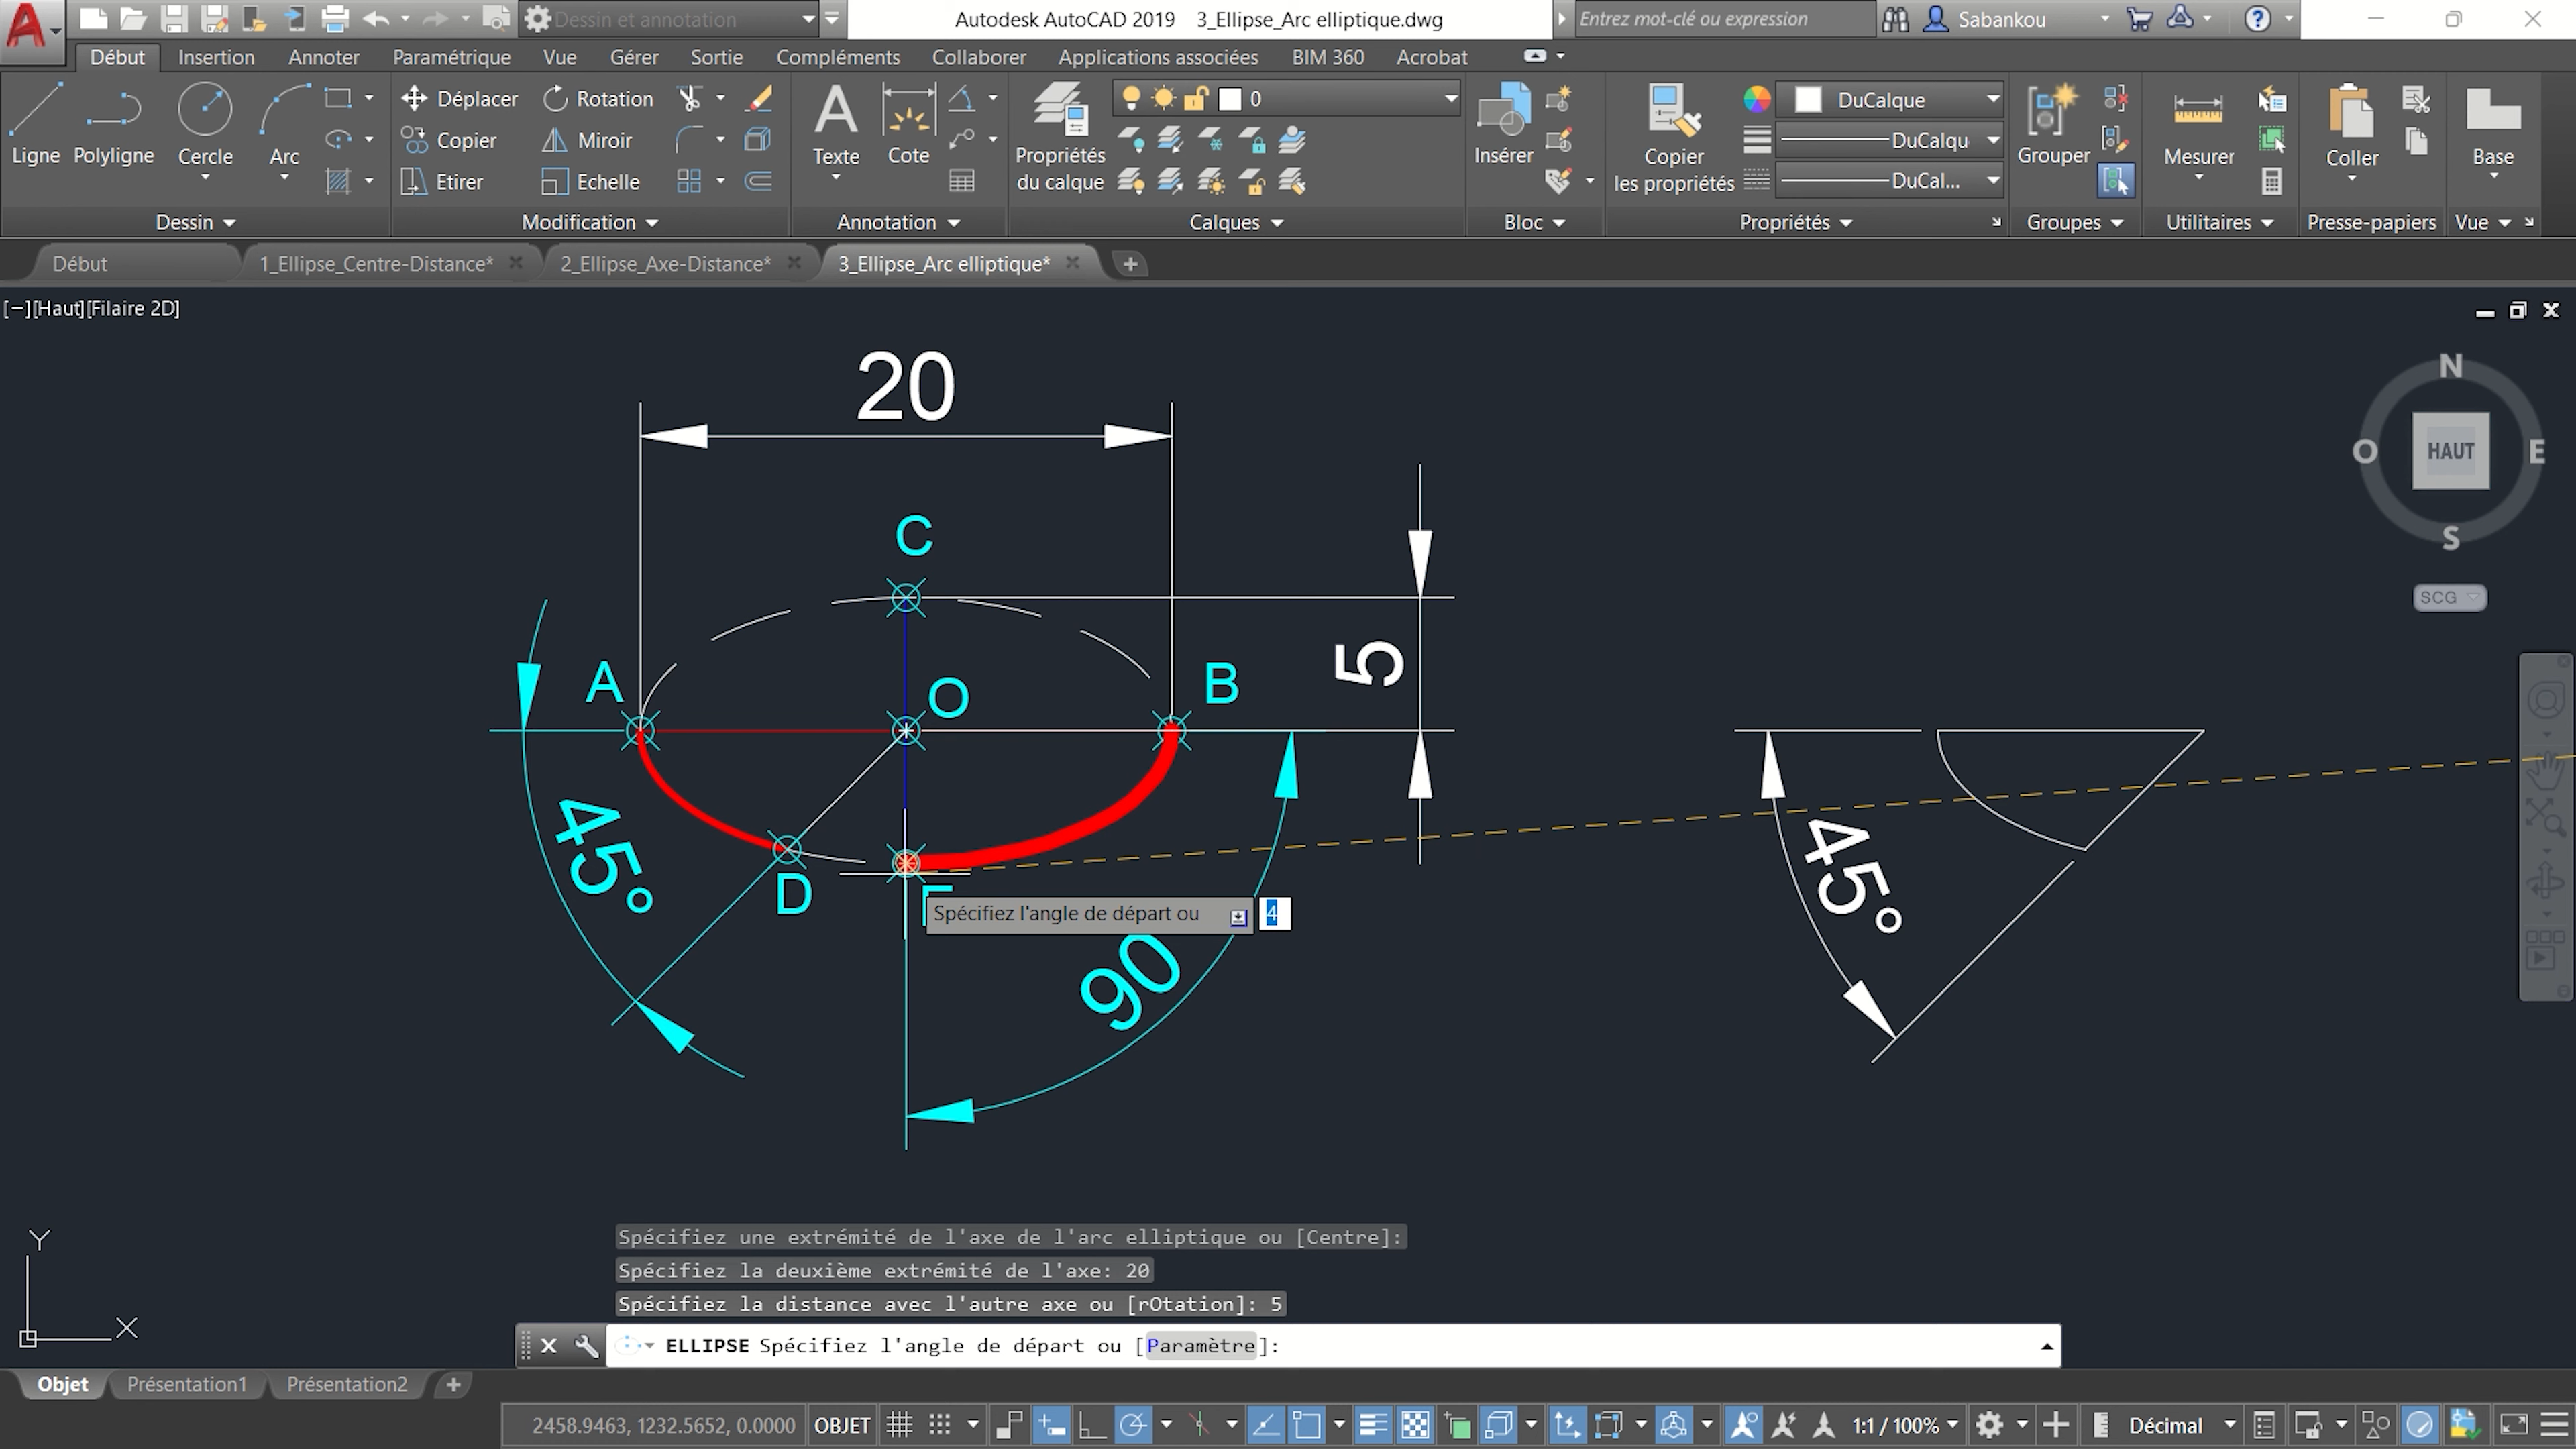 Dessin et annotation
Autodesk AutoCAD 2019 3_Ellipse_Arc elliptique.dwg
Entrez mot-clé ou expression
Sabankou
Début Insertion Annoter Paramétrique Vue Gérer Sortie Compléments Collaborer Applications associées BIM 360 Acrobat
Ligne Polyligne Cercle Arc
Déplacer Rotation
Copier Miroir
Etirer Echelle
Texte Cote
Propriétés
du calque
0
Insérer
Copier
les propriétés
DuCalque
DuCalqu
DuCal...
Grouper
Mesurer
Coller
Base
Dessin Modification Annotation Calques Bloc Propriétés Groupes Utilitaires Presse-papiers Vue
Début 1_Ellipse_Centre-Distance* 2_Ellipse_Axe-Distance* 3_Ellipse_Arc elliptique*
[−][Haut][Filaire 2D]
N
O HAUT E
S
SCG
20
C
5
A O B
45°
D
Spécifiez l'angle de départ ou 4
90
45°
Y
X
Spécifiez une extrémité de l'axe de l'arc elliptique ou [Centre]:
Spécifiez la deuxième extrémité de l'axe: 20
Spécifiez la distance avec l'autre axe ou [rOtation]: 5
ELLIPSE Spécifiez l'angle de départ ou [Paramètre]:
Objet Présentation1 Présentation2
2458.9463, 1232.5652, 0.0000 OBJET 1:1 / 100% Décimal